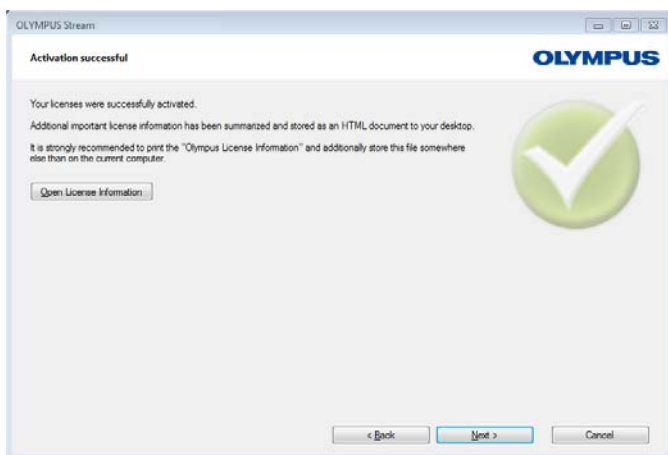 OLYMPUS Stream
Activation successful
OLYMPUS
Your licenses were successfully activated.
Additional important license information has been summarized and stored as an HTML document to your desktop.
It is strongly recommended to print the "Olympus License Information" and additionally store this file somewhere
else than on the current computer.
Open License Information
< Back
Next >
Cancel